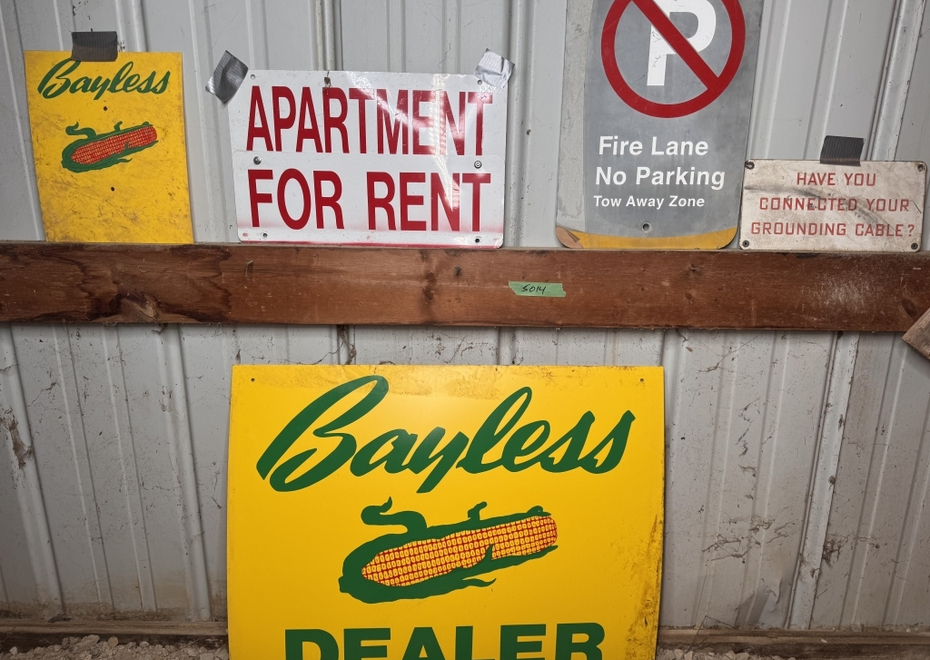 Bayless
APARTMENT
FOR RENT
P
Fire Lane
No Parking
Tow Away Zone
HAVE YOU
CONNECTED YOUR
GROUNDING CABLE?
5014
Bayless
DEALER